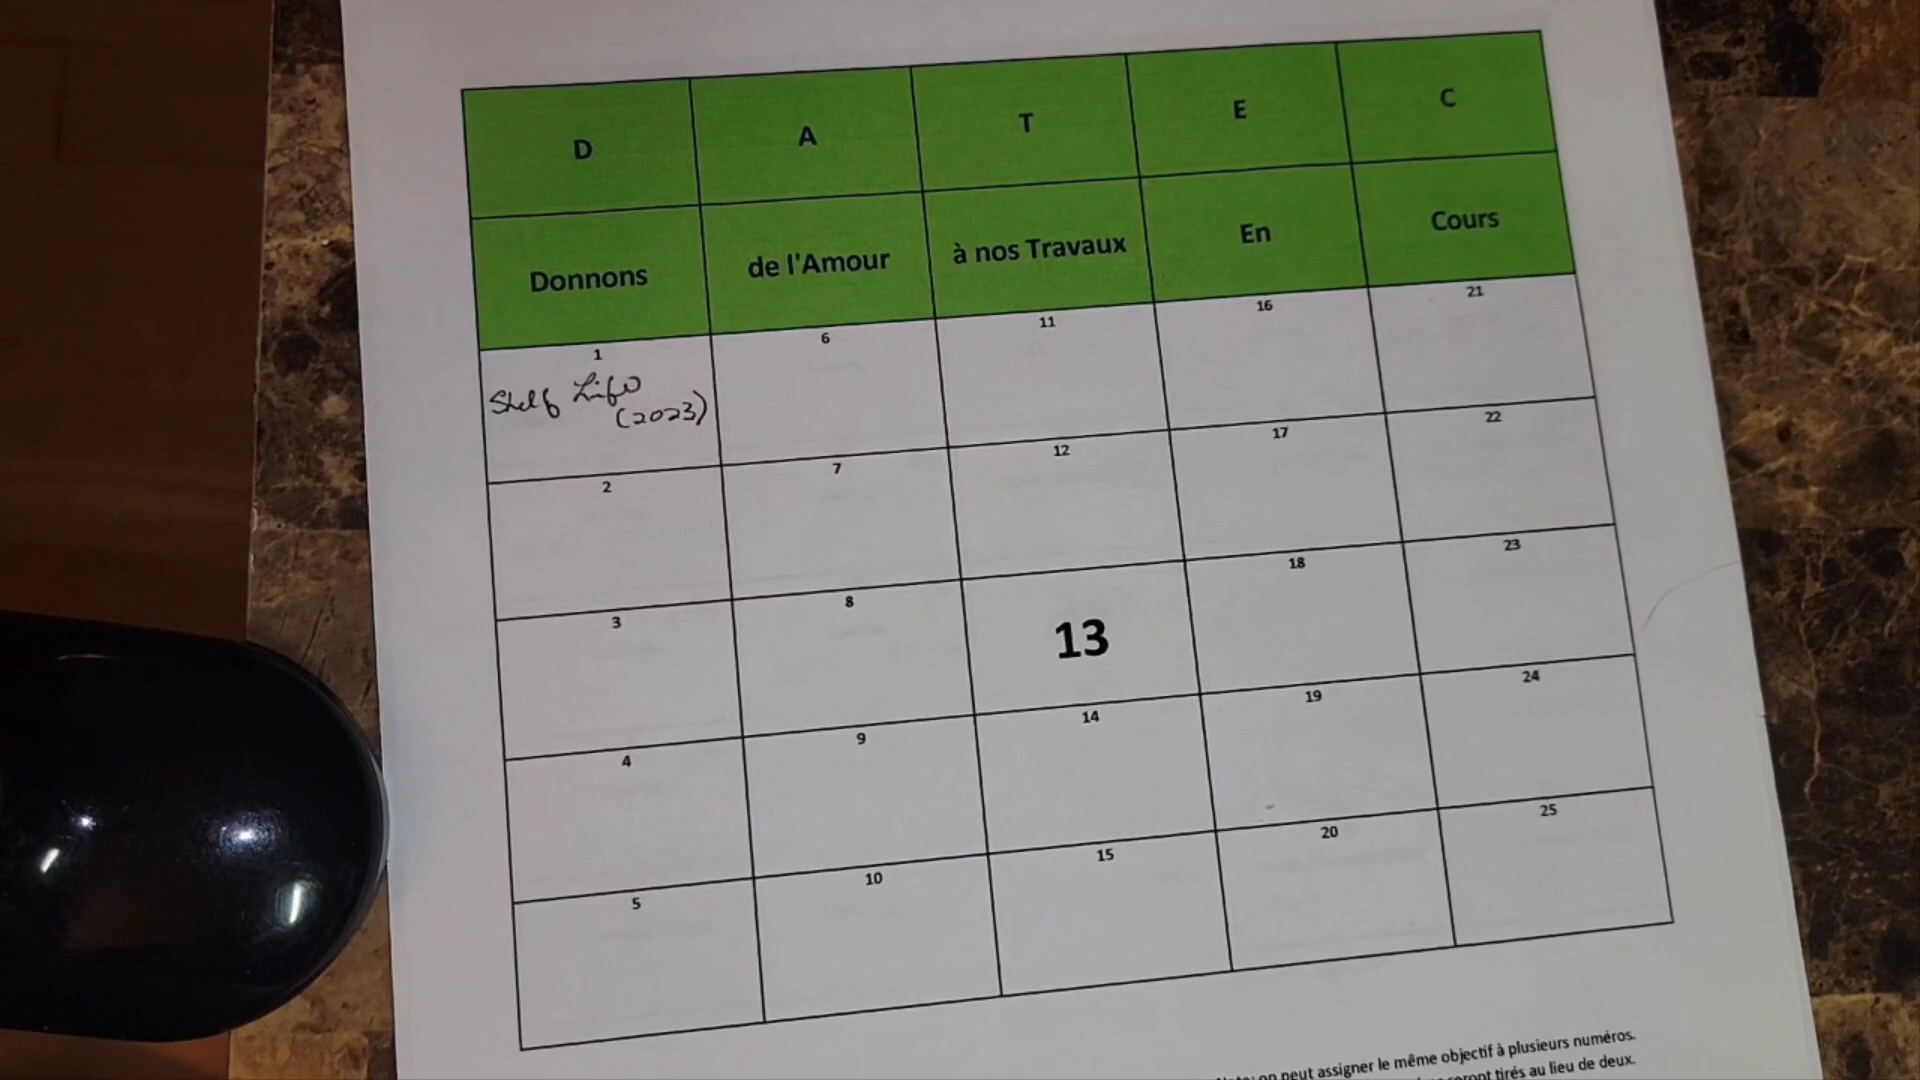 D A T E C
Donnons de l'Amour à nos Travaux En Cours
1 6 11 16 21
Shelf Life
(2023)
2 7 12 17 22
3 8 13 18 23
4 9 14 19 24
5 10 15 20 25
on peut assigner le même objectif à plusieurs numéros.
seront tirés au lieu de deux.